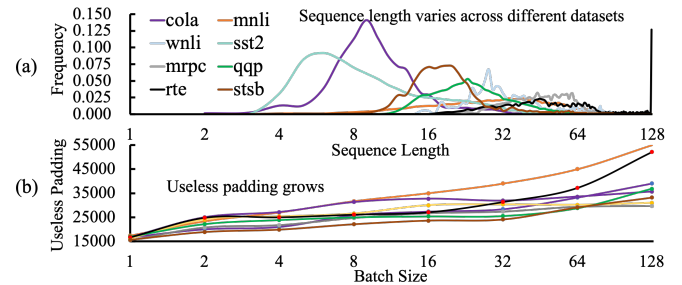 Sequence length varies across different datasets
(a)
Frequency
0.150
0.125
0.100
0.075
0.050
0.025
0.000
cola
mnli
wnli
sst2
mrpc
qqp
rte
stsb
1 2 4 8 16 32 64 128
Sequence Length
(b)
Useless Padding
55000
45000
35000
25000
15000
Useless padding grows
1 2 4 8 16 32 64 128
Batch Size